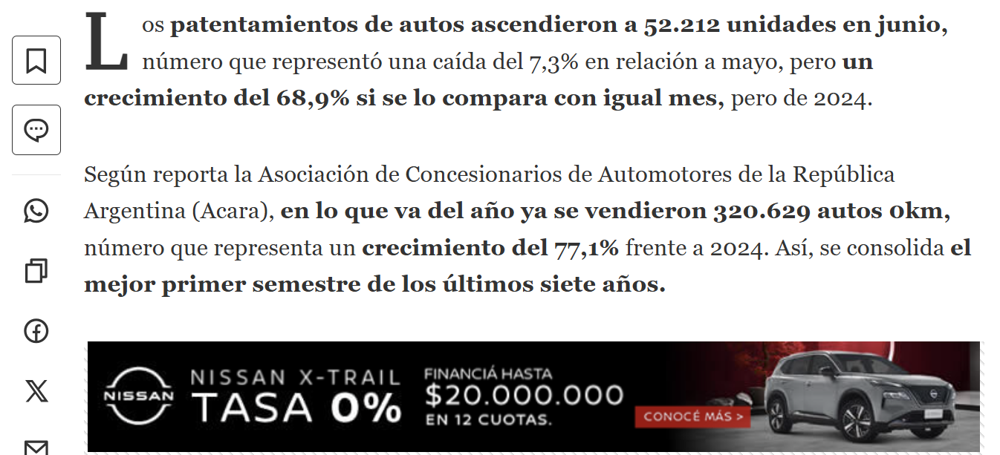 Los patentamientos de autos ascendieron a 52.212 unidades en junio,
número que representó una caída del 7,3% en relación a mayo, pero un
crecimiento del 68,9% si se lo compara con igual mes, pero de 2024.
Según reporta la Asociación de Concesionarios de Automotores de la República
Argentina (Acara), en lo que va del año ya se vendieron 320.629 autos 0km,
número que representa un crecimiento del 77,1% frente a 2024. Así, se consolida el
mejor primer semestre de los últimos siete años.
NISSAN
NISSAN X-TRAIL
TASA 0%
FINANCIÁ HASTA
$20.000.000
EN 12 CUOTAS.
CONOCÉ MÁS >